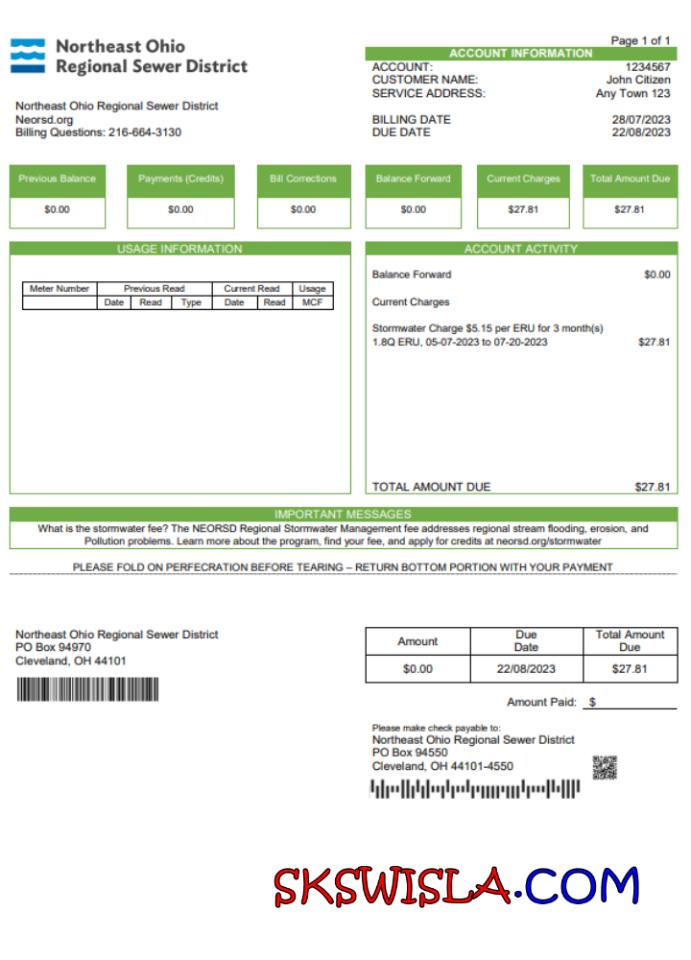 Northeast Ohio
Regional Sewer District
Page 1 of 1
ACCOUNT INFORMATION
ACCOUNT: 1234567
CUSTOMER NAME: John Citizen
SERVICE ADDRESS: Any Town 123
Northeast Ohio Regional Sewer District
Neorsd.org
Billing Questions: 216-664-3130
BILLING DATE 28/07/2023
DUE DATE 22/08/2023
Previous Balance Payments (Credits) Bill Corrections Balance Forward Current Charges Total Amount Due
$0.00 $0.00 $0.00 $0.00 $27.81 $27.81
USAGE INFORMATION
Meter Number Previous Read Current Read Usage
Date Read Type Date Read MCF
ACCOUNT ACTIVITY
Balance Forward $0.00
Current Charges
Stormwater Charge $5.15 per ERU for 3 month(s)
1.8Q ERU, 05-07-2023 to 07-20-2023 $27.81
TOTAL AMOUNT DUE $27.81
IMPORTANT MESSAGES
What is the stormwater fee? The NEORSD Regional Stormwater Management fee addresses regional stream flooding, erosion, and
Pollution problems. Learn more about the program, find your fee, and apply for credits at neorsd.org/stormwater
PLEASE FOLD ON PERFECRATION BEFORE TEARING – RETURN BOTTOM PORTION WITH YOUR PAYMENT
Northeast Ohio Regional Sewer District
PO Box 94970
Cleveland, OH 44101
Amount Due Date Total Amount Due
$0.00 22/08/2023 $27.81
Amount Paid: $
Please make check payable to:
Northeast Ohio Regional Sewer District
PO Box 94550
Cleveland, OH 44101-4550
SKSWISLA.COM